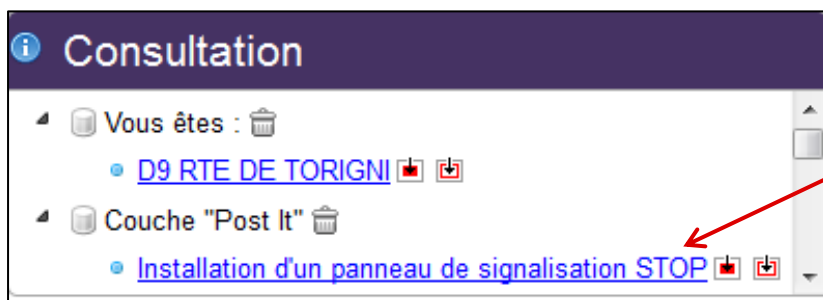 Consultation
Vous êtes :
D9 RTE DE TORIGNI
Couche "Post It"
Installation d'un panneau de signalisation STOP